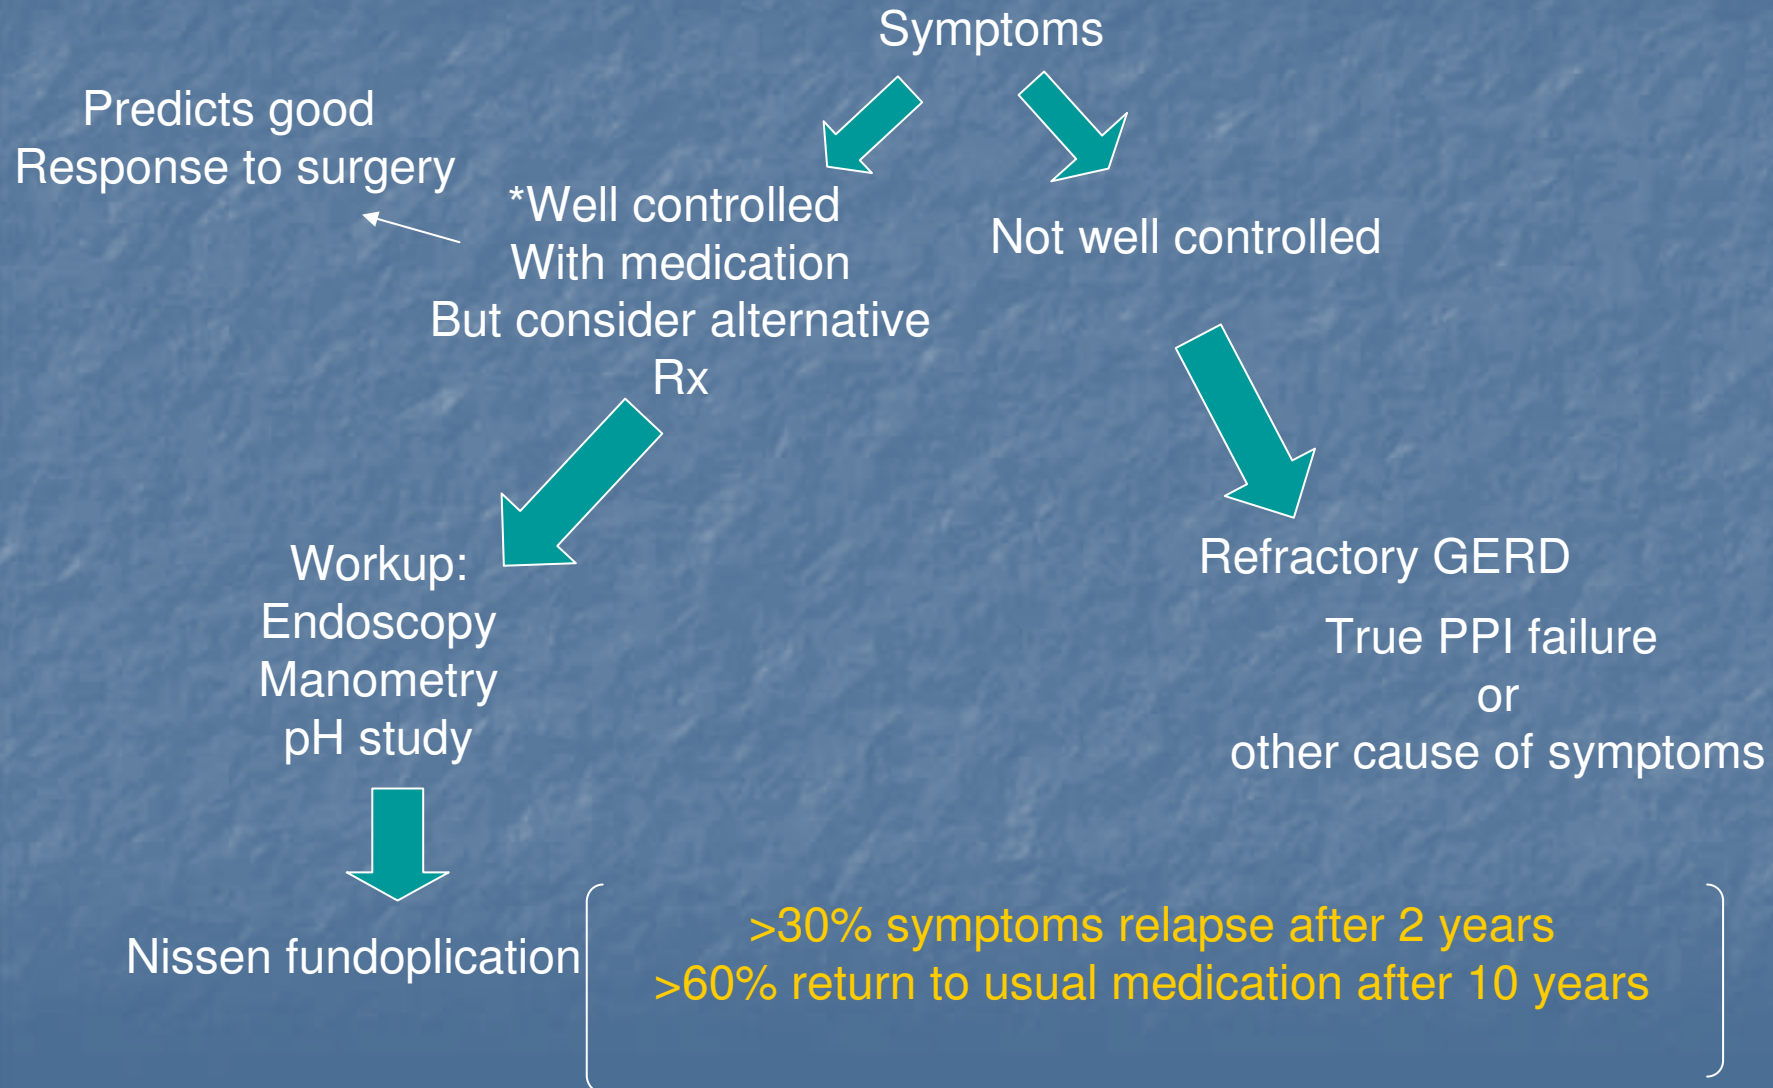 Symptoms
Predicts good
Response to surgery
*Well controlled
With medication
But consider alternative
Rx
Not well controlled
Workup:
Endoscopy
Manometry
pH study
Refractory GERD
True PPI failure
or
other cause of symptoms
Nissen fundoplication
>30% symptoms relapse after 2 years
>60% return to usual medication after 10 years